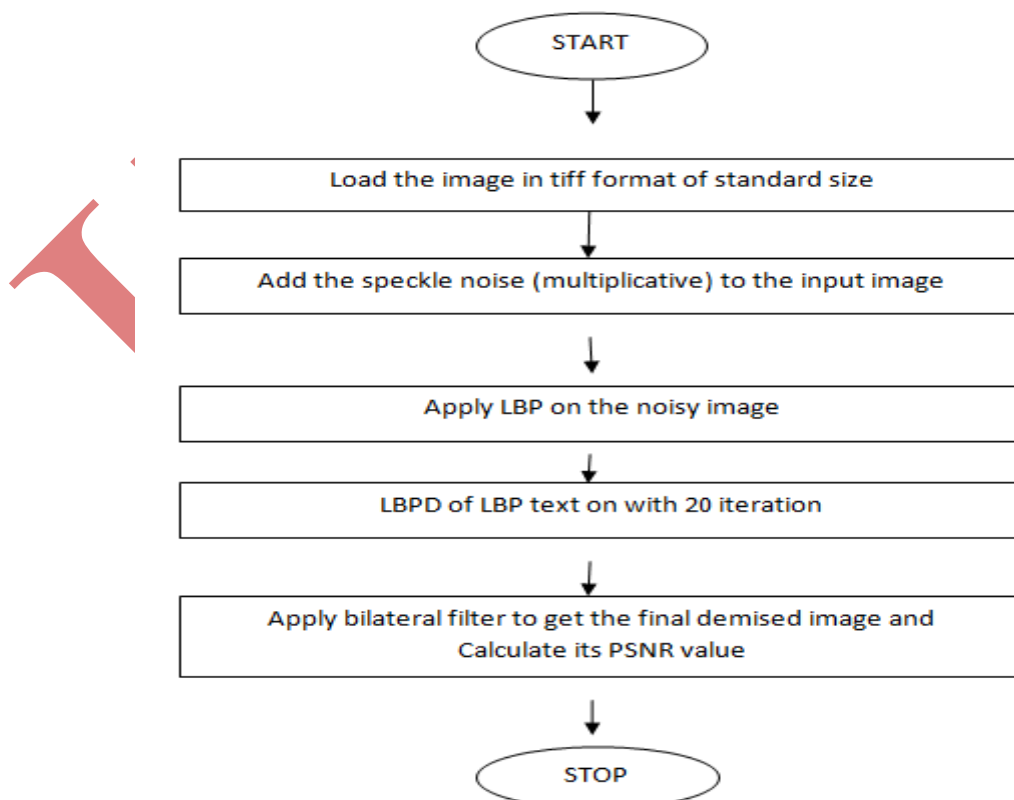 START
Load the image in tiff format of standard size
Add the speckle noise (multiplicative) to the input image
Apply LBP on the noisy image
LBPD of LBP text on with 20 iteration
Apply bilateral filter to get the final demised image and
Calculate its PSNR value
STOP